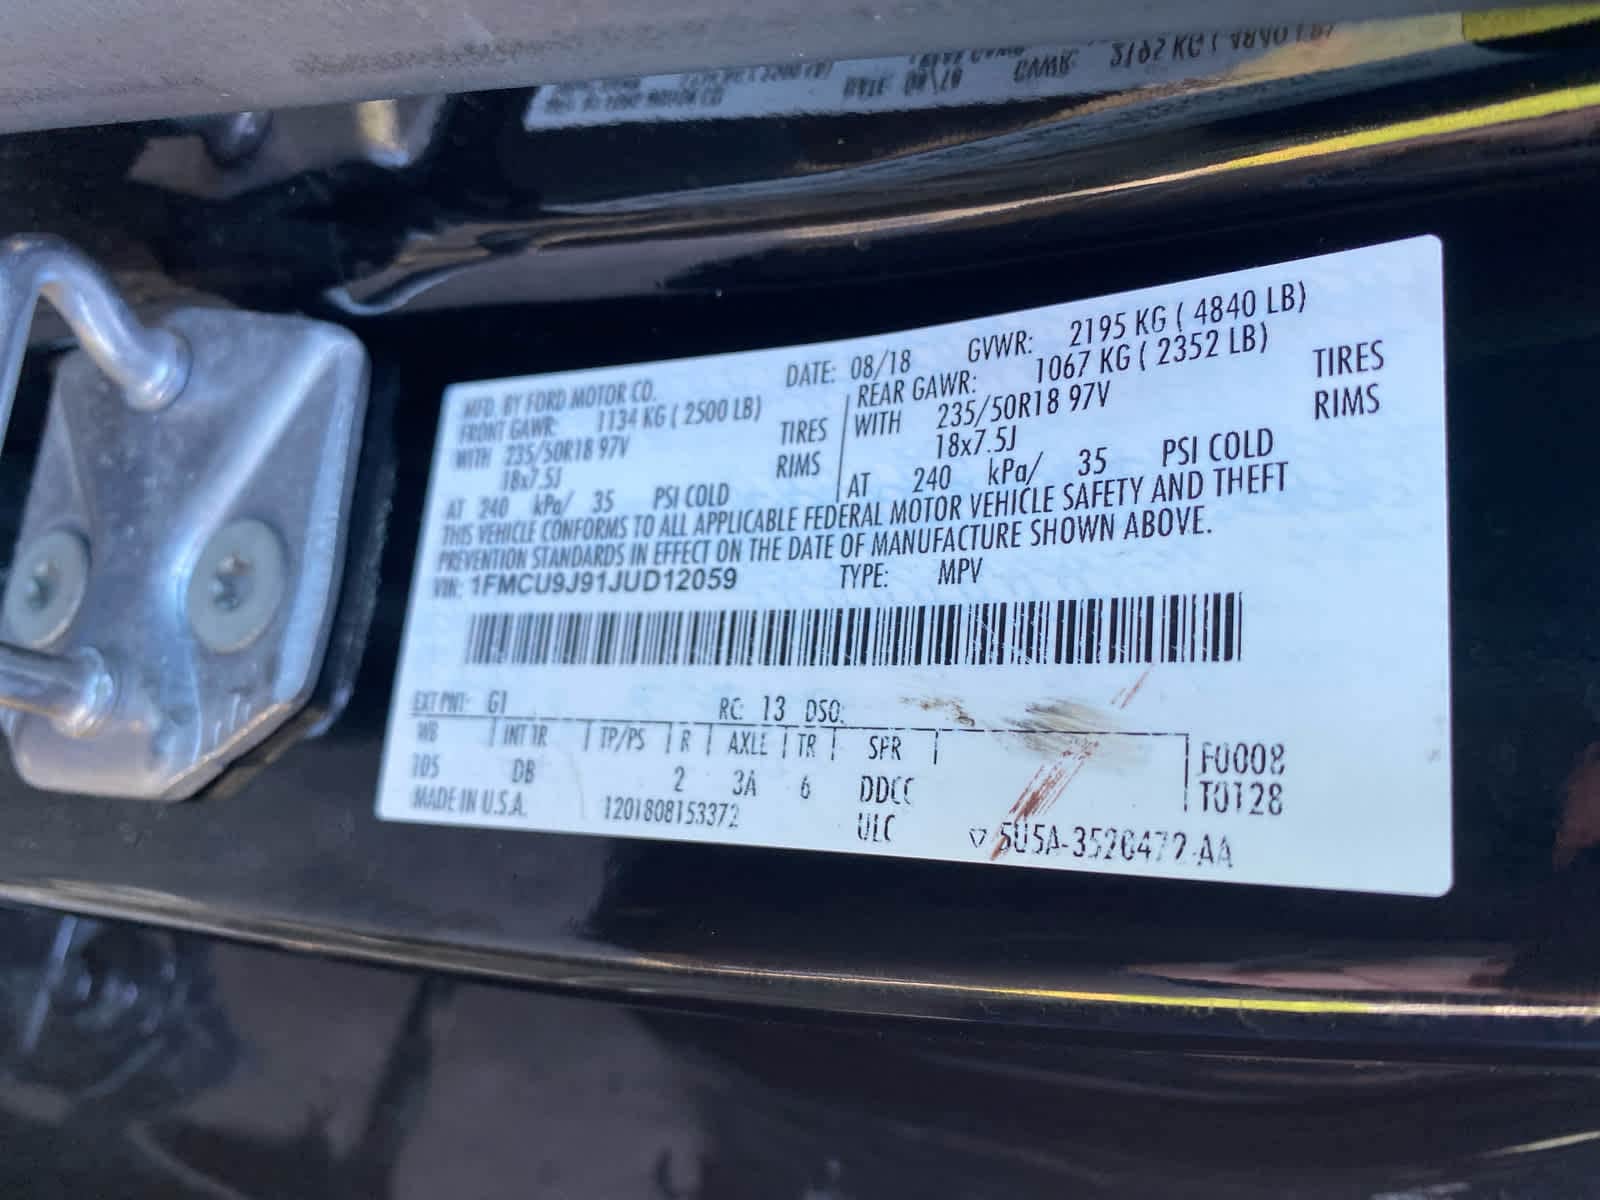 MFD. BY FORD MOTOR CO.
DATE: 08/18
GVWR: 2195 KG ( 4840 LB)
FRONT GAWR: 1134 KG ( 2500 LB)
WITH 235/50R18 97V TIRES
18x7.5J RIMS
AT 240 kPa/ 35 PSI COLD
REAR GAWR: 1067 KG ( 2352 LB)
WITH 235/50R18 97V TIRES
18x7.5J RIMS
AT 240 kPa/ 35 PSI COLD
THIS VEHICLE CONFORMS TO ALL APPLICABLE FEDERAL MOTOR VEHICLE SAFETY AND THEFT
PREVENTION STANDARDS IN EFFECT ON THE DATE OF MANUFACTURE SHOWN ABOVE.
VIN: 1FMCU9J91JUD12059 TYPE: MPV
EXT PNT: G1 RC: 13 DSO:
WB INT TR TP/PS R AXLE TR SPR F0008
105 DB 2 3A 6 DDCC T0128
MADE IN U.S.A. 1201808153372 ULC 5U5A-3520472-AA